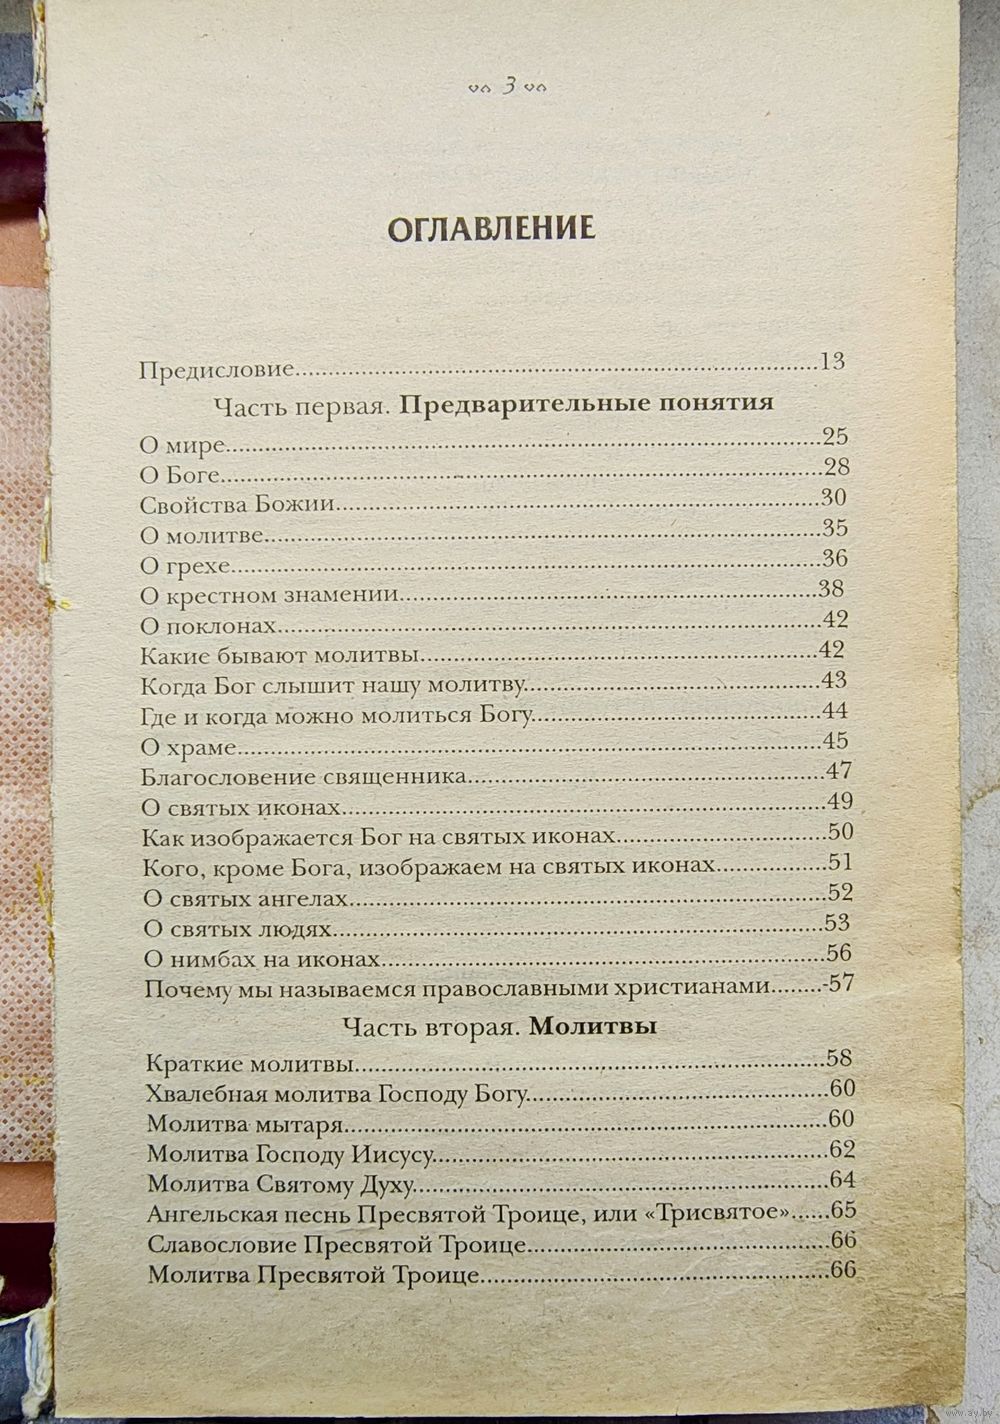 3
ОГЛАВЛЕНИЕ
Предисловие................................................................................13
Часть первая. Предварительные понятия
О мире...........................................................................................25
О Боге............................................................................................28
Свойства Божии..........................................................................30
О молитве.....................................................................................35
О грехе..........................................................................................36
О крестном знамении................................................................38
О поклонах...................................................................................42
Какие бывают молитвы.............................................................42
Когда Бог слышит нашу молитву.............................................43
Где и когда можно молиться Богу............................................44
О храме.........................................................................................45
Благословение священника......................................................47
О святых иконах.........................................................................49
Как изображается Бог на святых иконах................................50
Кого, кроме Бога, изображаем на святых иконах.................51
О святых ангелах........................................................................52
О святых людях...........................................................................53
О нимбах на иконах...................................................................56
Почему мы называемся православными христианами........-57
Часть вторая. Молитвы
Краткие молитвы........................................................................58
Хвалебная молитва Господу Богу..............................................60
Молитва мытаря.........................................................................60
Молитва Господу Иисусу............................................................62
Молитва Святому Духу...............................................................64
Ангельская песнь Пресвятой Троице, или «Трисвятое»......65
Славословие Пресвятой Троице..............................................66
Молитва Пресвятой Троице.....................................................66
www.ay.by